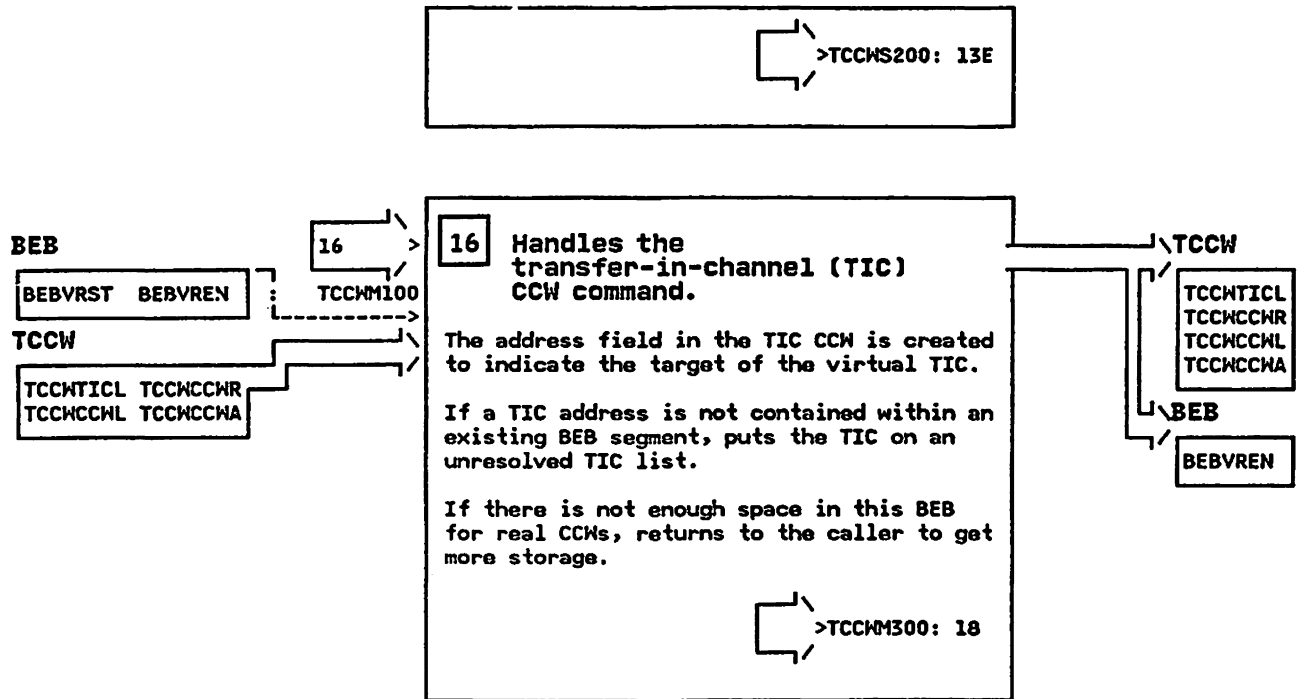 >TCCWS200: 13E
BEB
BEBVRST BEBVREN
TCCW
TCCWTICL TCCWCCWR
TCCWCCWL TCCWCCWA
16
TCCWM100
16 Handles the
transfer-in-channel (TIC)
CCW command.
The address field in the TIC CCW is created
to indicate the target of the virtual TIC.
If a TIC address is not contained within an
existing BEB segment, puts the TIC on an
unresolved TIC list.
If there is not enough space in this BEB
for real CCWs, returns to the caller to get
more storage.
>TCCWM300: 18
TCCW
TCCWTICL
TCCWCCWR
TCCWCCWL
TCCWCCWA
BEB
BEBVREN